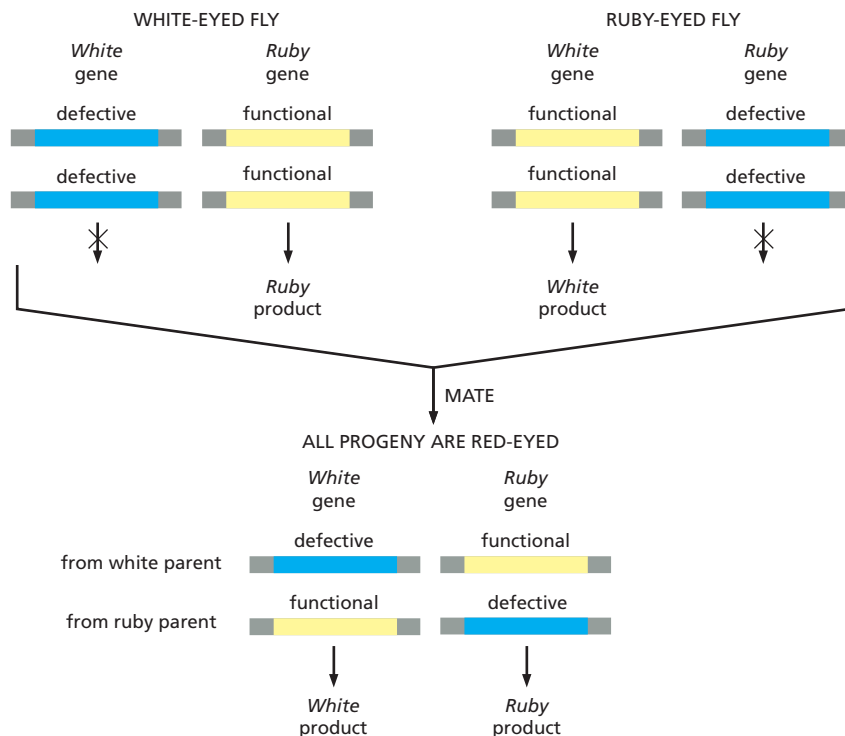 WHITE-EYED FLY
White
gene
Ruby
gene
defective
functional
defective
functional
Ruby
product
RUBY-EYED FLY
White
gene
Ruby
gene
functional
defective
functional
defective
White
product
MATE
ALL PROGENY ARE RED-EYED
White
gene
Ruby
gene
from white parent
defective
functional
from ruby parent
functional
defective
White
product
Ruby
product